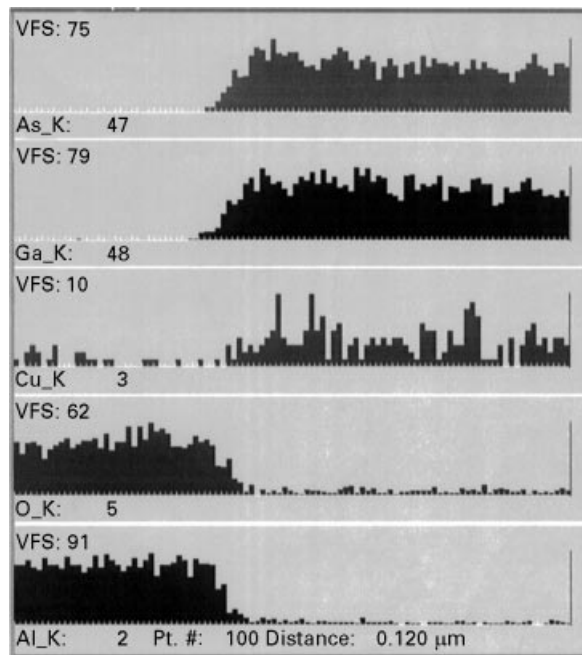 VFS: 75
As_K: 47
VFS: 79
Ga_K: 48
VFS: 10
Cu_K 3
VFS: 62
O_K: 5
VFS: 91
Al_K: 2 Pt. #: 100 Distance: 0.120 μm